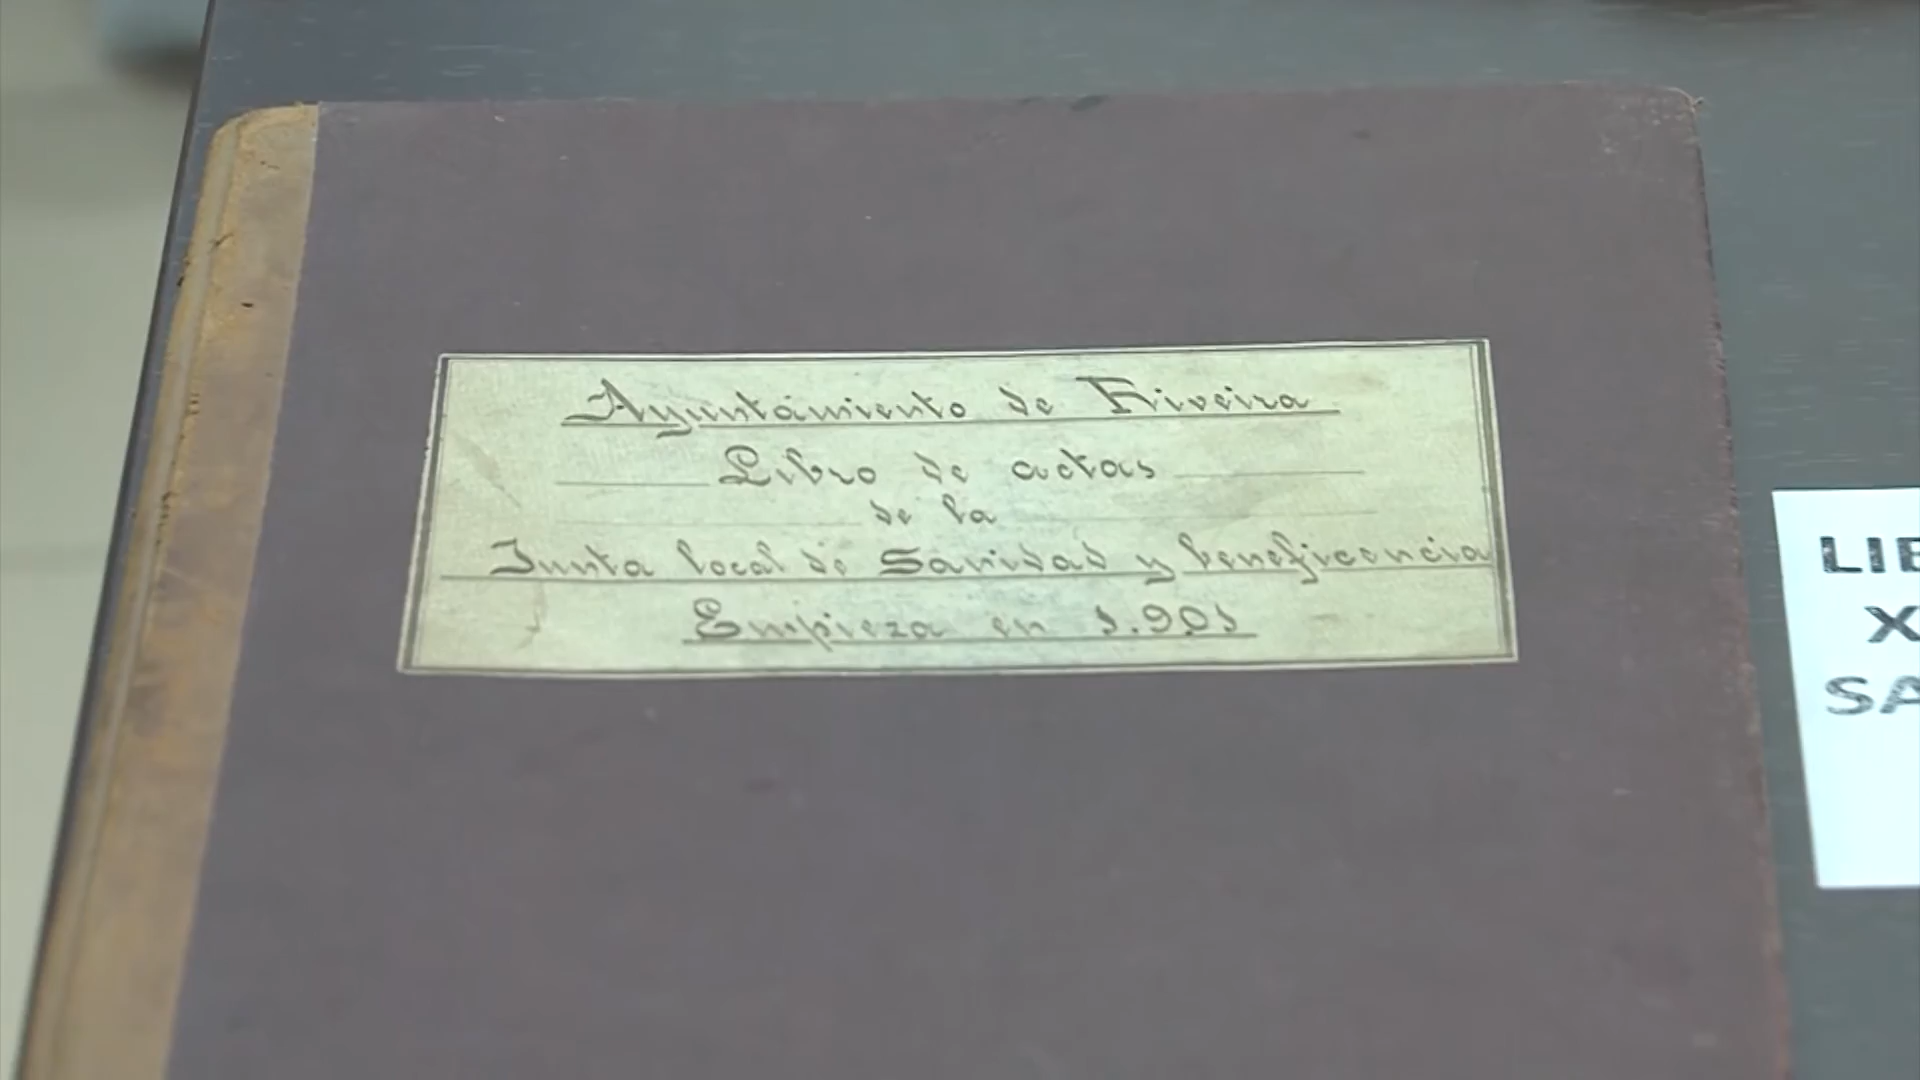 Ayuntamiento de Riveira
Libro de actas
de la
Junta local de Sanidad y beneficencia
Empieza en 1.901
LIB
X
SA